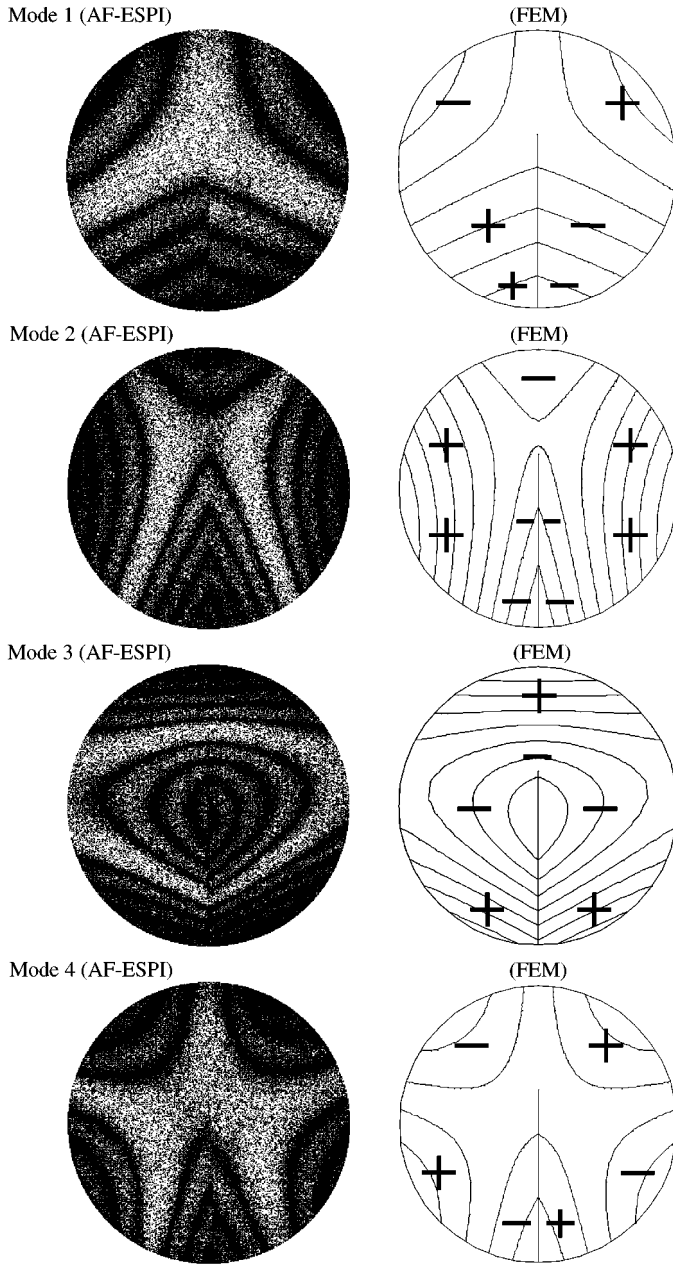 Mode 1 (AF-ESPI) (FEM)
Mode 2 (AF-ESPI) (FEM)
Mode 3 (AF-ESPI) (FEM)
Mode 4 (AF-ESPI) (FEM)